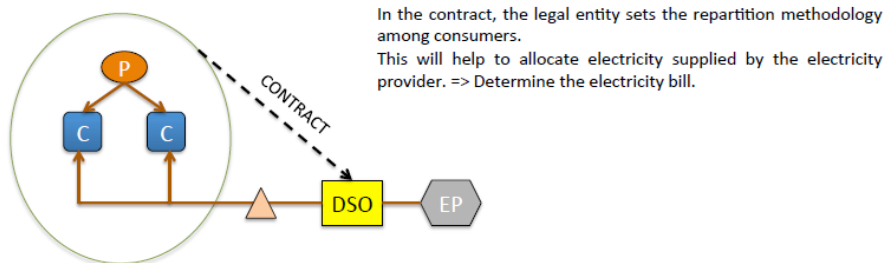 In the contract, the legal entity sets the repartition methodology
among consumers.
This will help to allocate electricity supplied by the electricity
provider. => Determine the electricity bill.
P
CONTRACT
C C
DSO EP